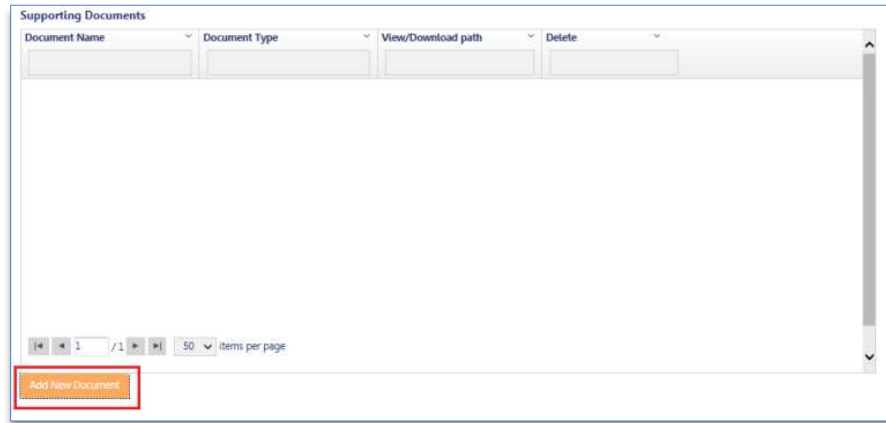 Supporting Documents
Document Name Document Type View/Download path Delete
1 / 1 50 items per page
Add New Document